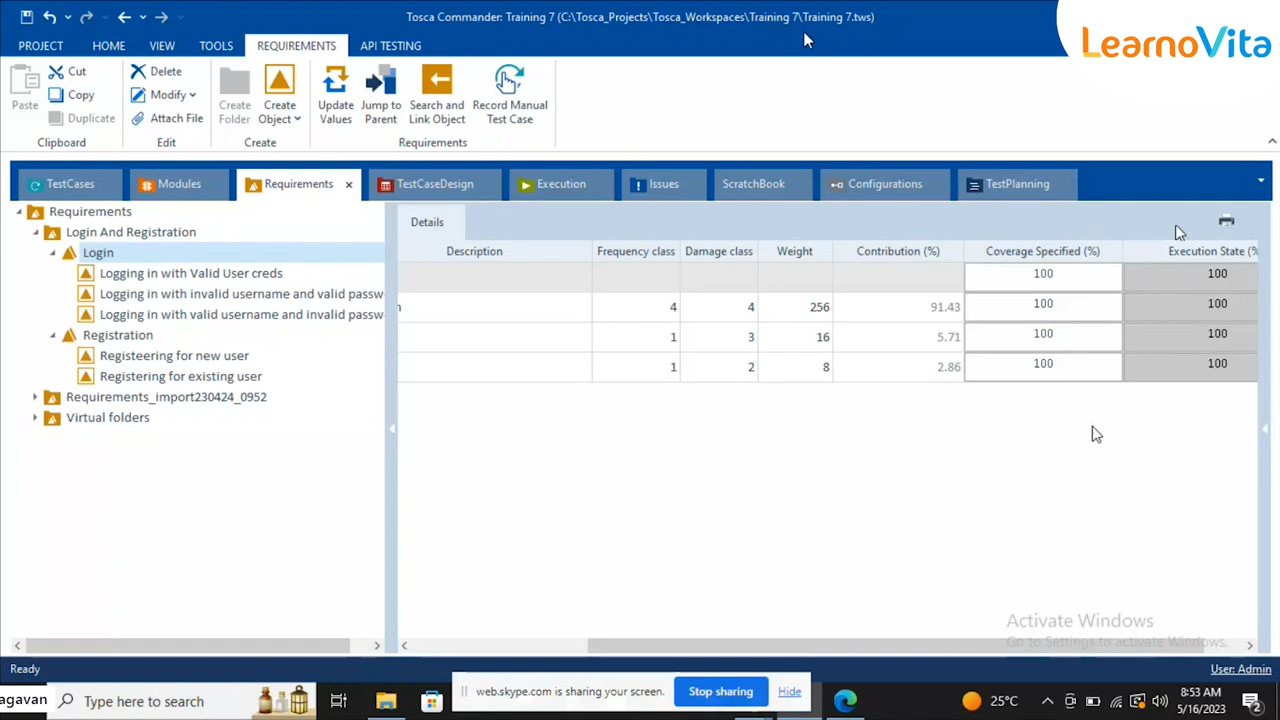 Tosca Commander: Training 7 (C:\Tosca_Projects\Tosca_Workspaces\Training 7\Training 7.tws)
LearnoVita
PROJECT HOME VIEW TOOLS REQUIREMENTS API TESTING
Paste
Cut
Copy
Duplicate
Clipboard
Delete
Modify
Attach File
Edit
Create Folder
Create Object
Create
Update Values
Jump to Parent
Search and Link Object
Record Manual Test Case
Requirements
TestCases Modules Requirements TestCaseDesign Execution Issues ScratchBook Configurations TestPlanning
Requirements
Login And Registration
Login
Logging in with Valid User creds
Logging in with invalid username and valid passw
Logging in with valid username and invalid passw
Registration
Registeering for new user
Registering for existing user
Requirements_import230424_0952
Virtual folders
Details
Description Frequency class Damage class Weight Contribution (%) Coverage Specified (%) Execution State (%
100 100
n 4 4 256 91.43 100 100
1 3 16 5.71 100 100
1 2 8 2.86 100 100
Activate Windows
Go to Settings to activate Windows.
Ready
User: Admin
agavan
Type here to search
web.skype.com is sharing your screen.
Stop sharing
Hide
25°C
8:53 AM
5/16/2023
2